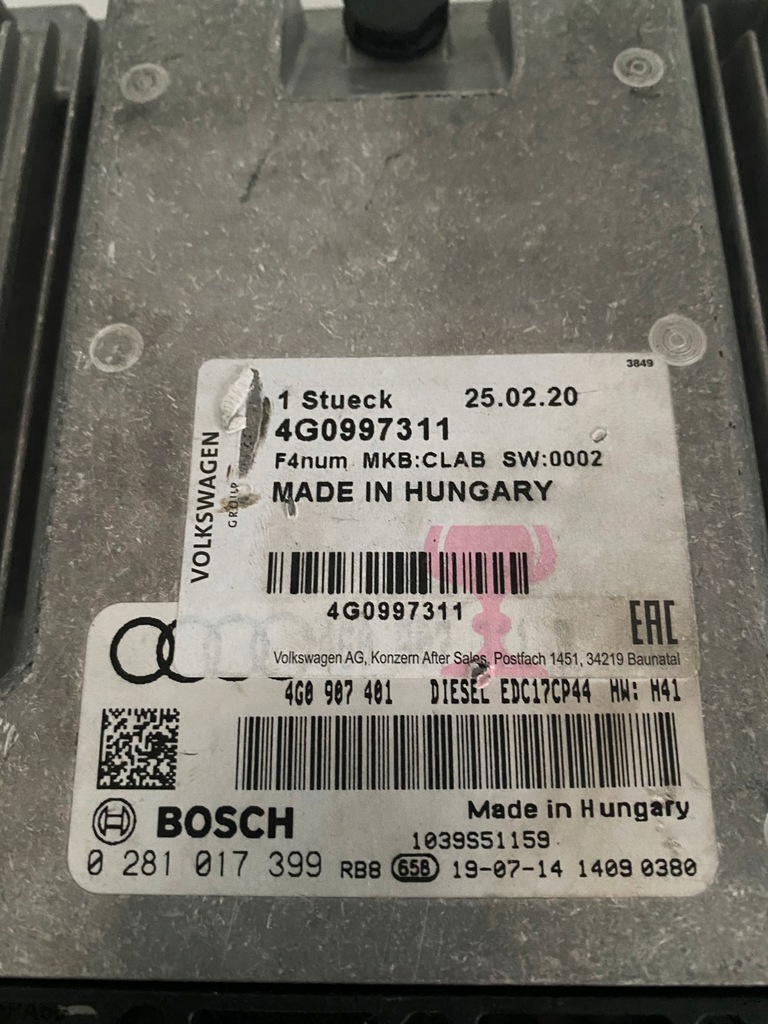 3849
1 Stueck 25.02.20
4G0997311
F4num MKB:CLAB SW:0002
MADE IN HUNGARY
VOLKSWAGEN
GROUP
4G0997311
EAC
Volkswagen AG, Konzern After Sales, Postfach 1451, 34219 Baunatal
4G0 907 401 DIESEL EDC17CP44 HW: H41
BOSCH
Made in Hungary
1039S51159
0 281 017 399 RB8 658 19-07-14 1409 0380